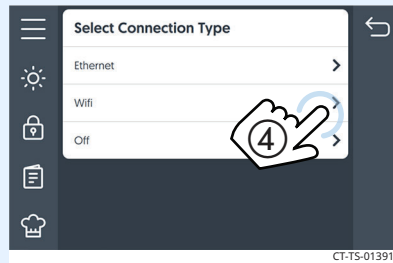 Select Connection Type
Ethernet
Wifi
Off
4
CT-TS-01391